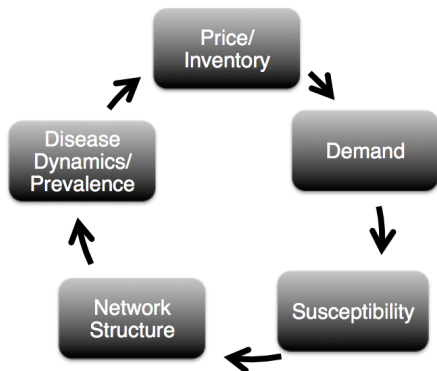 Price/
Inventory
Demand
Susceptibility
Network
Structure
Disease
Dynamics/
Prevalence